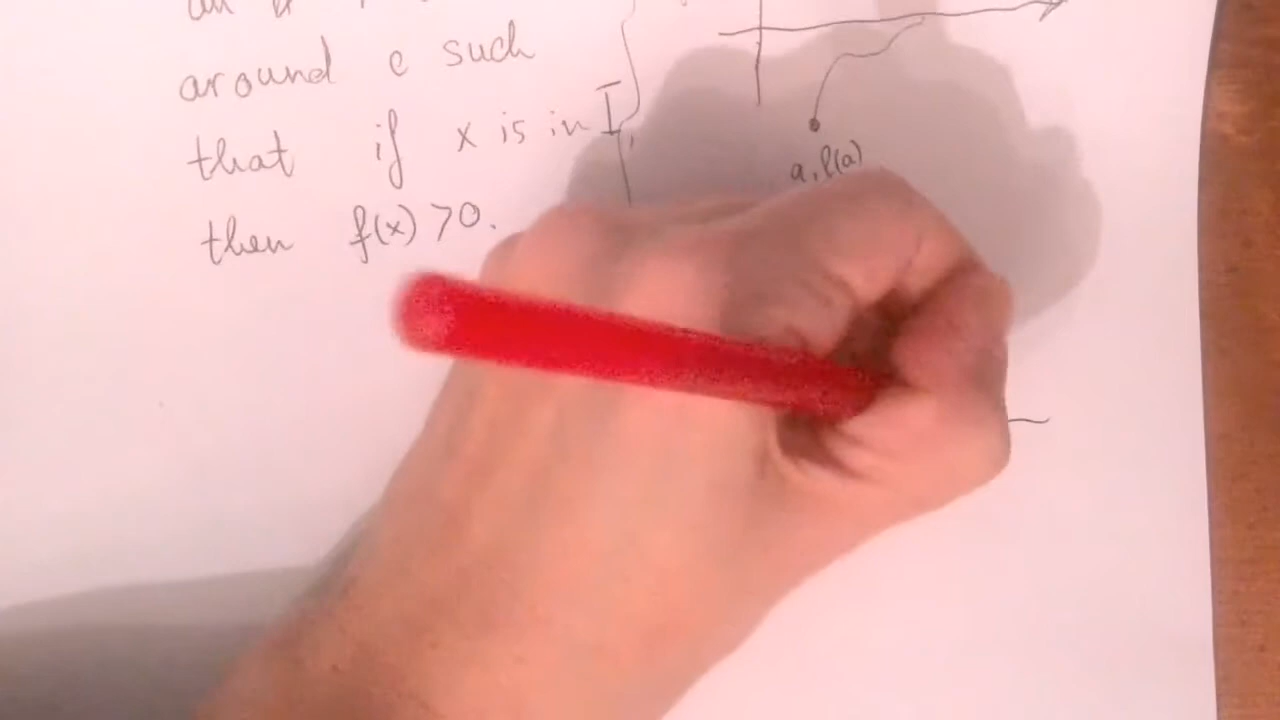 around c such
that if x is in I,
then f(x) >0.
a, f(a)